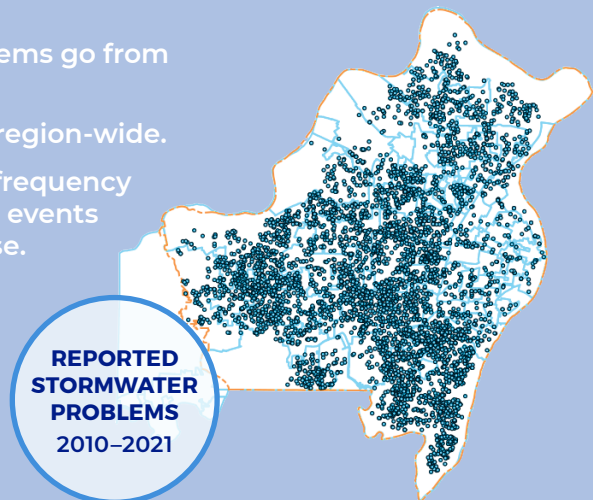 ems go from
region-wide.
frequency
events
se.
REPORTED
STORMWATER
PROBLEMS
2010–2021